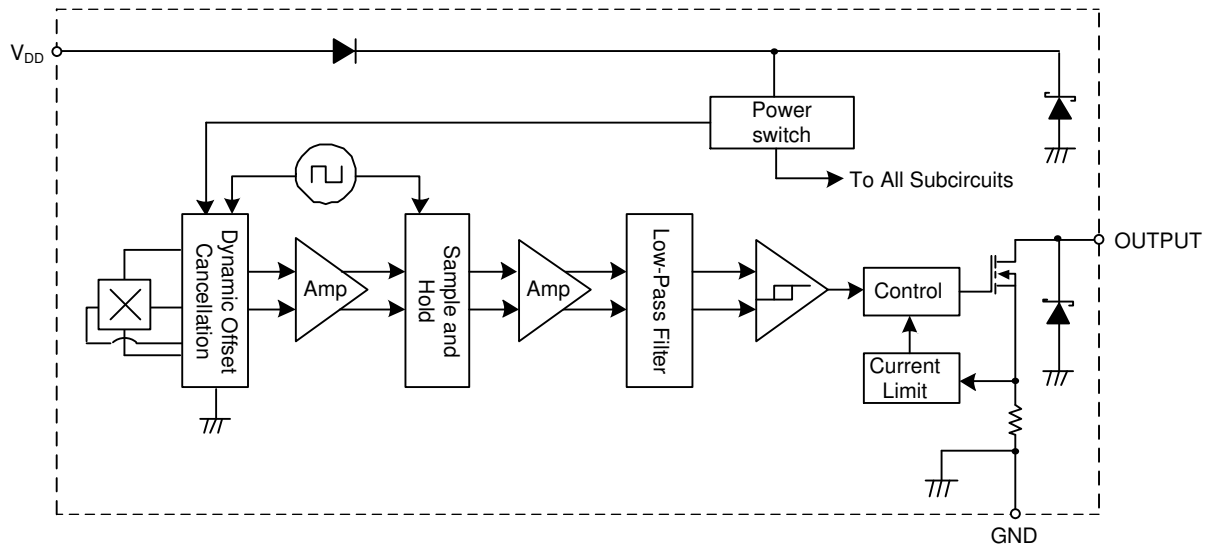 VDD
Power
switch
To All Subcircuits
Dynamic Offset
Cancellation
Amp
Sample and
Hold
Amp
Low-Pass Filter
Control
Current
Limit
OUTPUT
GND